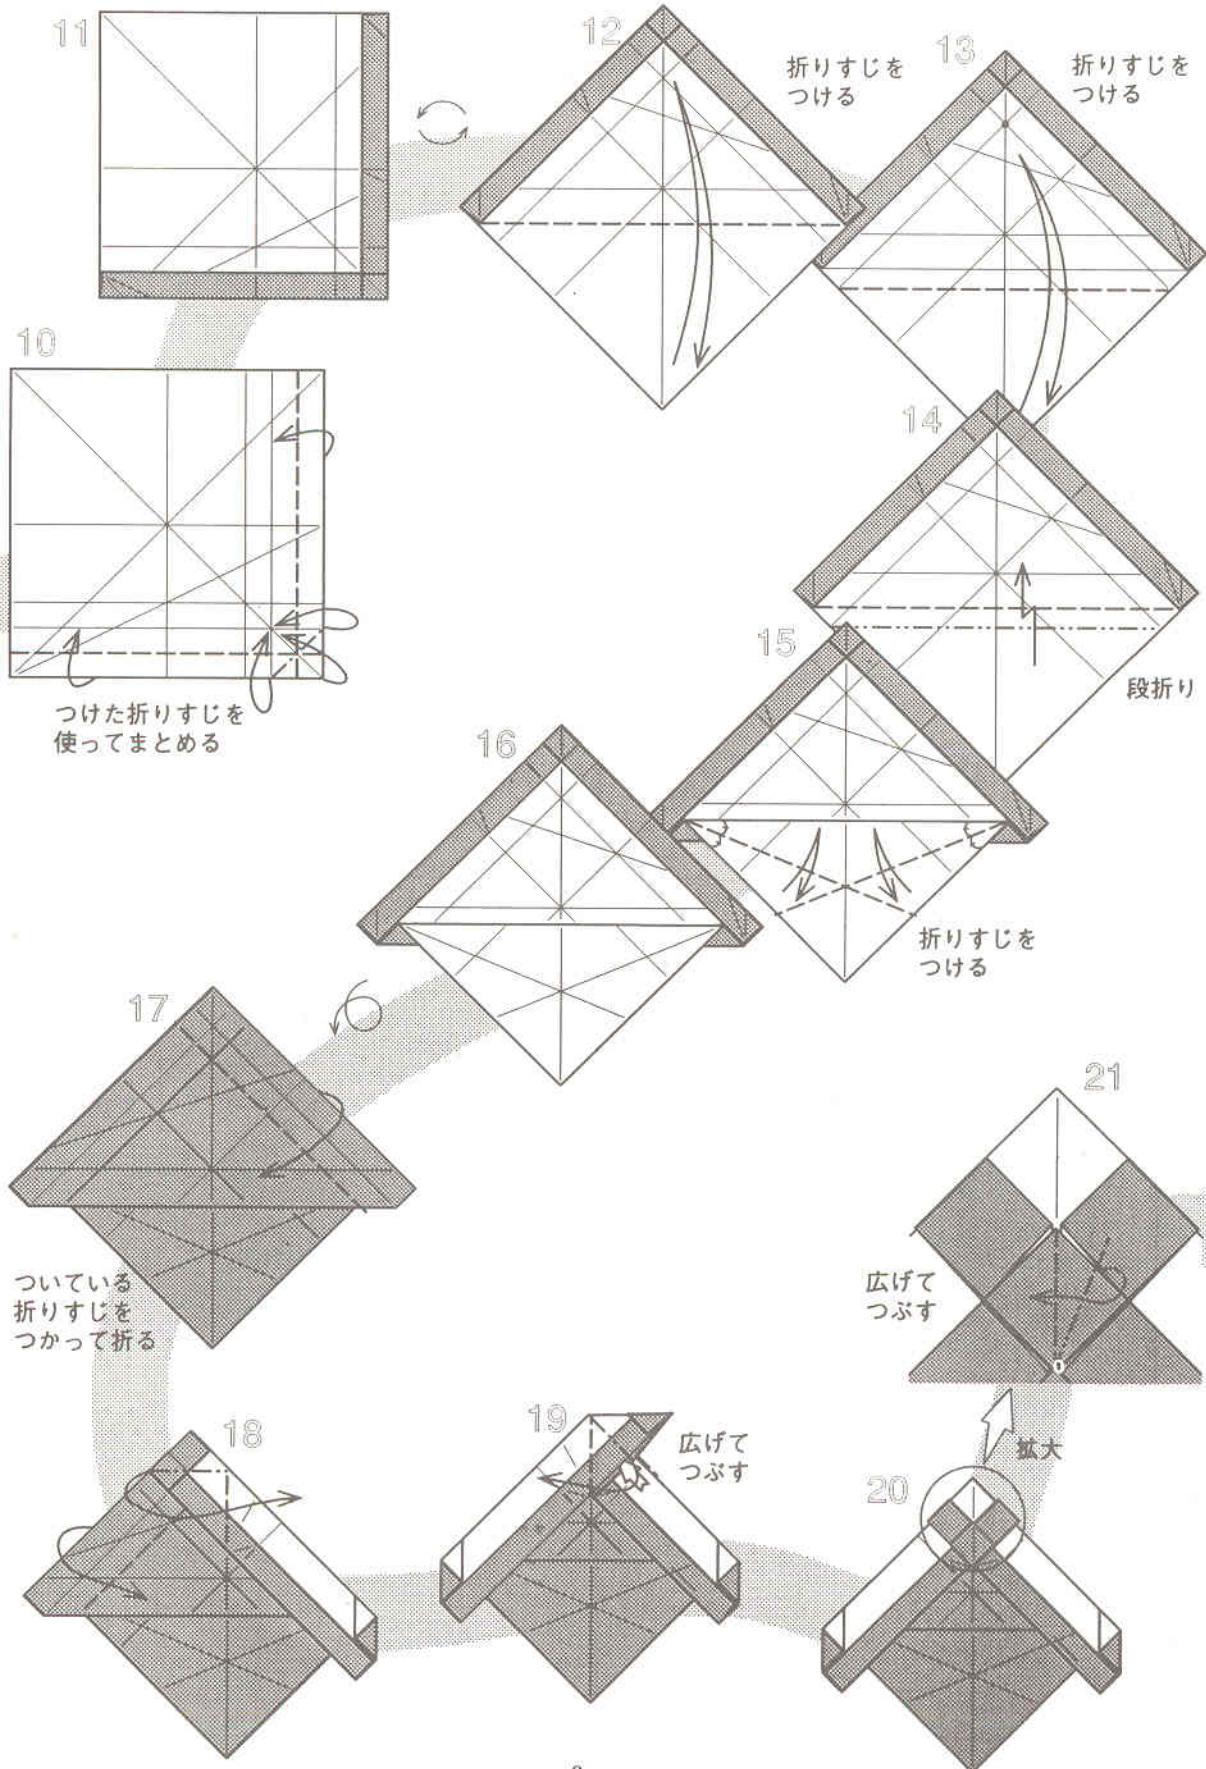 10
つけた折りすじを
使ってまとめる
11
12
折りすじを
つける
13
折りすじを
つける
14
段折り
15
折りすじを
つける
16
17
ついている
折りすじを
つかって折る
18
19
広げて
つぶす
20
拡大
21
広げて
つぶす